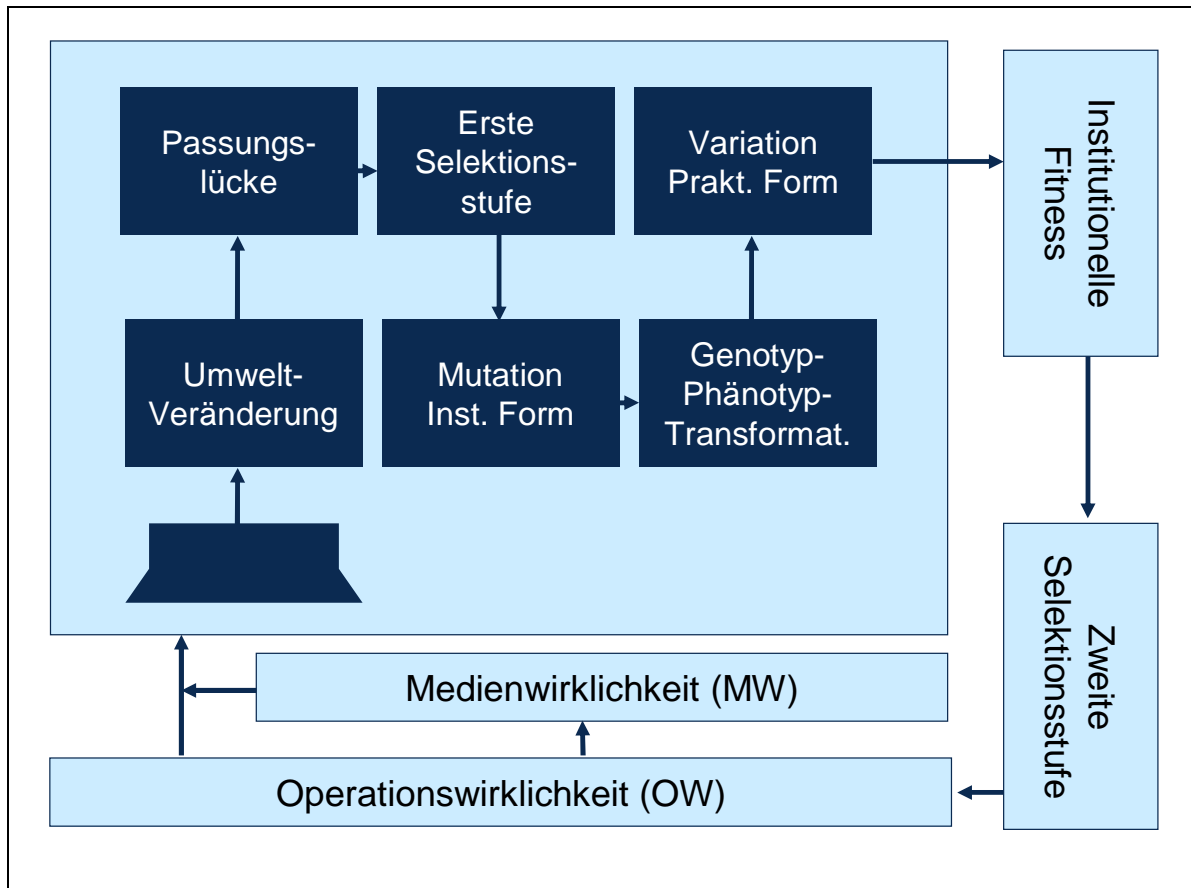 Passungs-
lücke
Erste
Selektions-
stufe
Variation
Prakt. Form
Institutionelle
Fitness
Umwelt-
Veränderung
Mutation
Inst. Form
Genotyp-
Phänotyp-
Transformat.
Zweite
Selektionsstufe
Medienwirklichkeit (MW)
Operationswirklichkeit (OW)